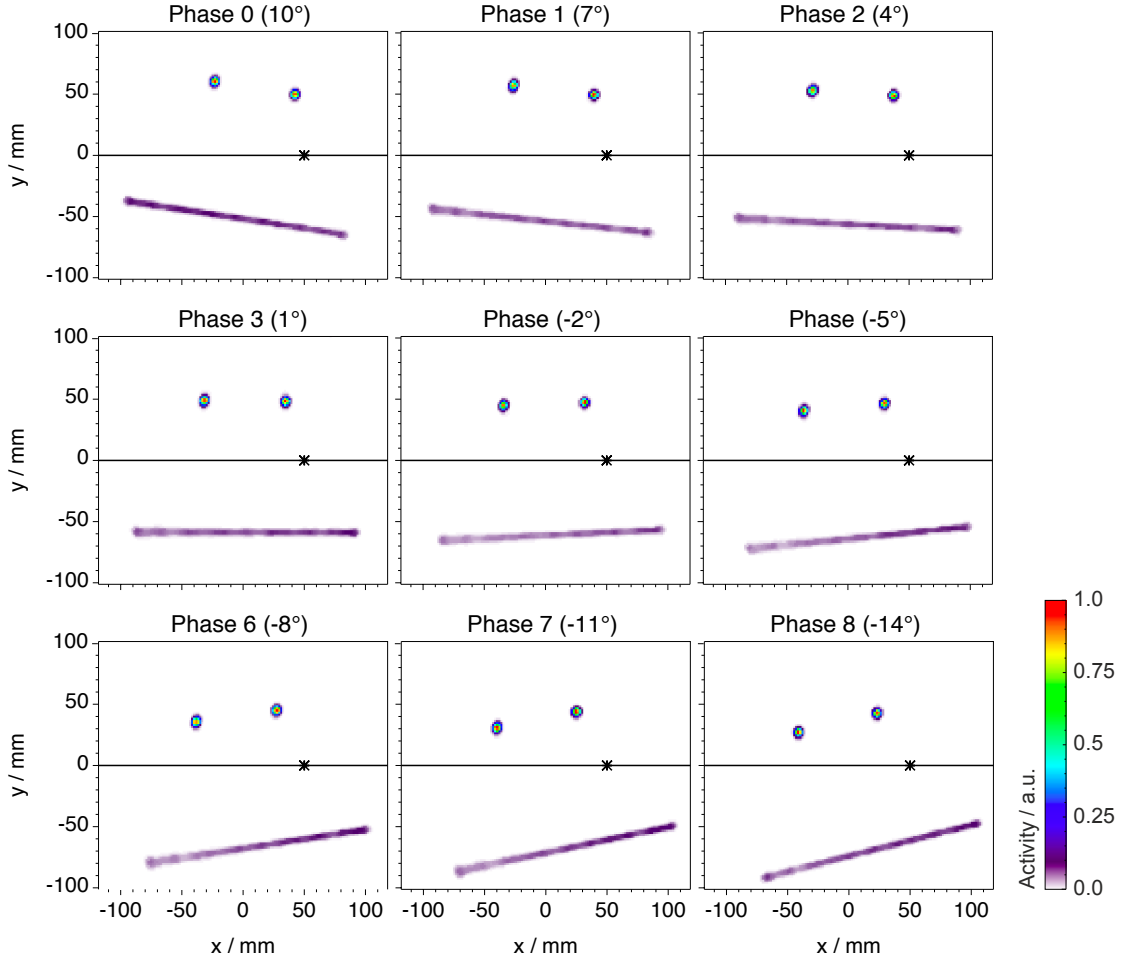 Phase 0 (10°) Phase 1 (7°) Phase 2 (4°)
100
50
0
-50
-100
y / mm
Phase 3 (1°) Phase (-2°) Phase (-5°)
100
50
0
-50
-100
y / mm
Phase 6 (-8°) Phase 7 (-11°) Phase 8 (-14°)
100
50
0
-50
-100
y / mm
-100 -50 0 50 100 -100 -50 0 50 100 -100 -50 0 50 100
x / mm x / mm x / mm
1.0
0.75
0.5
0.25
0.0
Activity / a.u.